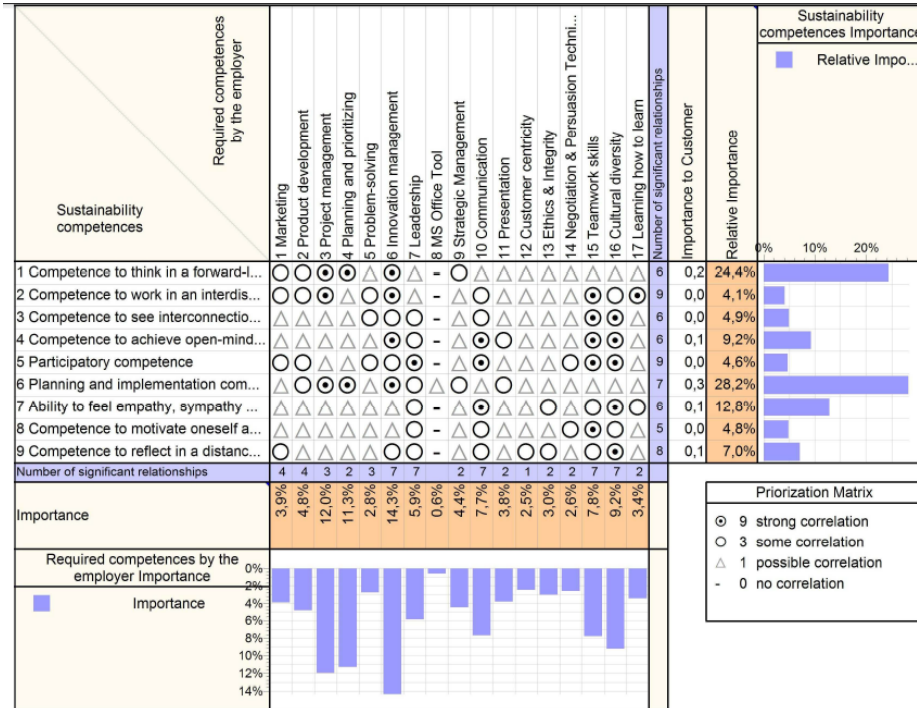 Required competences
by the employer
Sustainability
competences
1 Marketing
2 Product development
3 Project management
4 Planning and prioritizing
5 Problem-solving
6 Innovation management
7 Leadership
8 MS Office Tool
9 Strategic Management
10 Communication
11 Presentation
12 Customer centricity
13 Ethics & Integrity
14 Negotiation & Persuasion Techni...
15 Teamwork skills
16 Cultural diversity
17 Learning how to learn
Number of significant relationships
Importance to Customer
Relative Importance
Sustainability
competences Importance
Relative Impo...
0% 10% 20%
1 Competence to think in a forward-l... - 6 0,2 24,4%
2 Competence to work in an interdis... - 9 0,0 4,1%
3 Competence to see interconnectio... - 6 0,0 4,9%
4 Competence to achieve open-mind... - 6 0,1 9,2%
5 Participatory competence - 9 0,0 4,6%
6 Planning and implementation com... - 7 0,3 28,2%
7 Ability to feel empathy, sympathy ... - 6 0,1 12,8%
8 Competence to motivate oneself a... - 5 0,0 4,8%
9 Competence to reflect in a distanc... - 8 0,1 7,0%
Number of significant relationships 4 4 3 2 3 7 7 2 7 2 1 2 2 7 7 2
Importance 3,9% 4,8% 12,0% 11,3% 2,8% 14,3% 5,9% 0,6% 4,4% 7,7% 3,8% 2,5% 3,0% 2,6% 7,8% 9,2% 3,4%
Required competences by the
employer Importance
Importance
0%
2%
4%
6%
8%
10%
12%
14%
Priorization Matrix
9 strong correlation
3 some correlation
1 possible correlation
- 0 no correlation